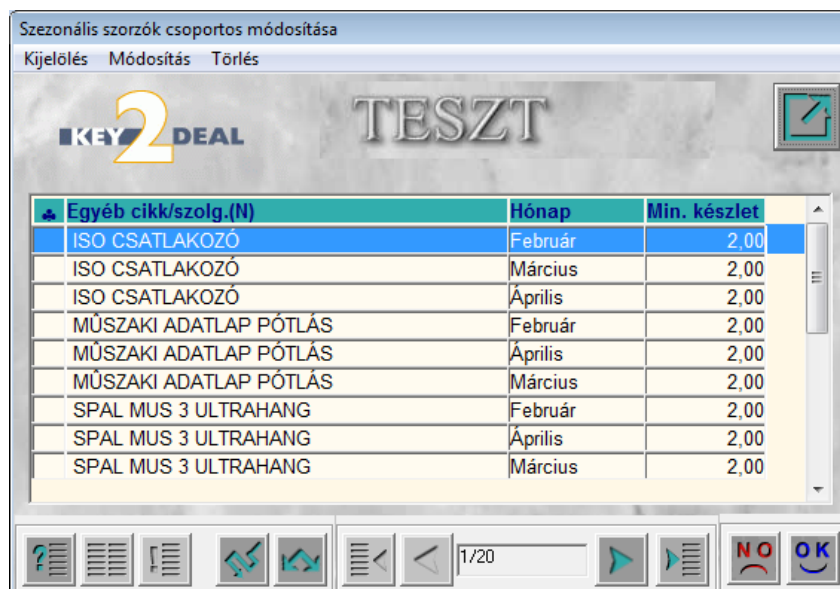 Szezonális szorzók csoportos módosítása
Kijelölés Módosítás Törlés
KEY 2 DEAL TESZT
Egyéb cikk/szolg.(N) Hónap Min. készlet
ISO CSATLAKOZÓ Február 2,00
ISO CSATLAKOZÓ Március 2,00
ISO CSATLAKOZÓ Április 2,00
MÛSZAKI ADATLAP PÓTLÁS Február 2,00
MÛSZAKI ADATLAP PÓTLÁS Április 2,00
MÛSZAKI ADATLAP PÓTLÁS Március 2,00
SPAL MUS 3 ULTRAHANG Február 2,00
SPAL MUS 3 ULTRAHANG Április 2,00
SPAL MUS 3 ULTRAHANG Március 2,00
? ! 1/20 NO OK